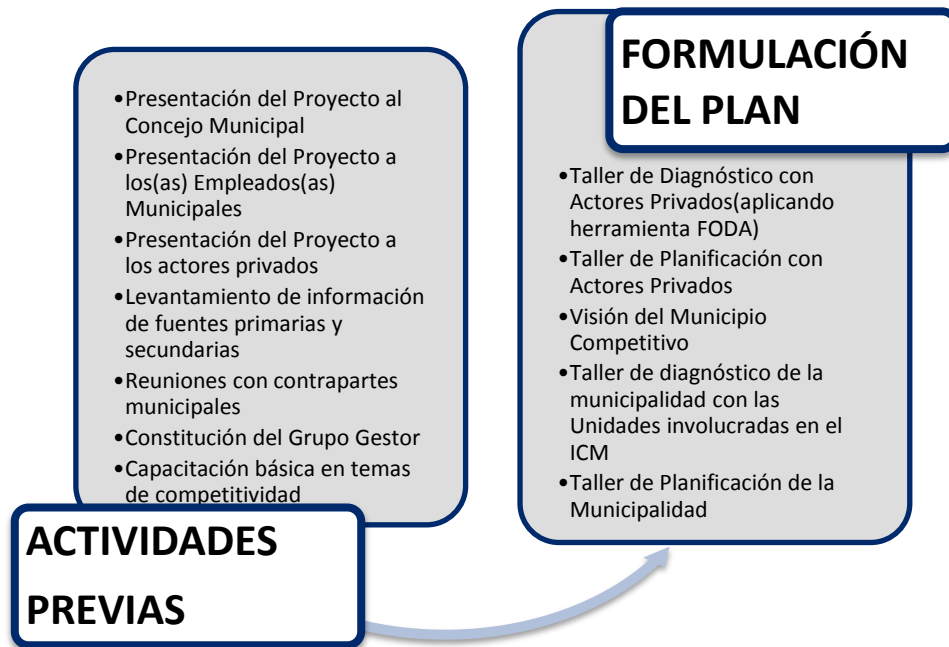 •Presentación del Proyecto al
Concejo Municipal
•Presentación del Proyecto a
los(as) Empleados(as)
Municipales
•Presentación del Proyecto a
los actores privados
•Levantamiento de información
de fuentes primarias y
secundarias
•Reuniones con contrapartes
municipales
•Constitución del Grupo Gestor
•Capacitación básica en temas
de competitividad
ACTIVIDADES
PREVIAS
FORMULACIÓN
DEL PLAN
•Taller de Diagnóstico con
Actores Privados(aplicando
herramienta FODA)
•Taller de Planificación con
Actores Privados
•Visión del Municipio
Competitivo
•Taller de diagnóstico de la
municipalidad con las
Unidades involucradas en el
ICM
•Taller de Planificación de la
Municipalidad